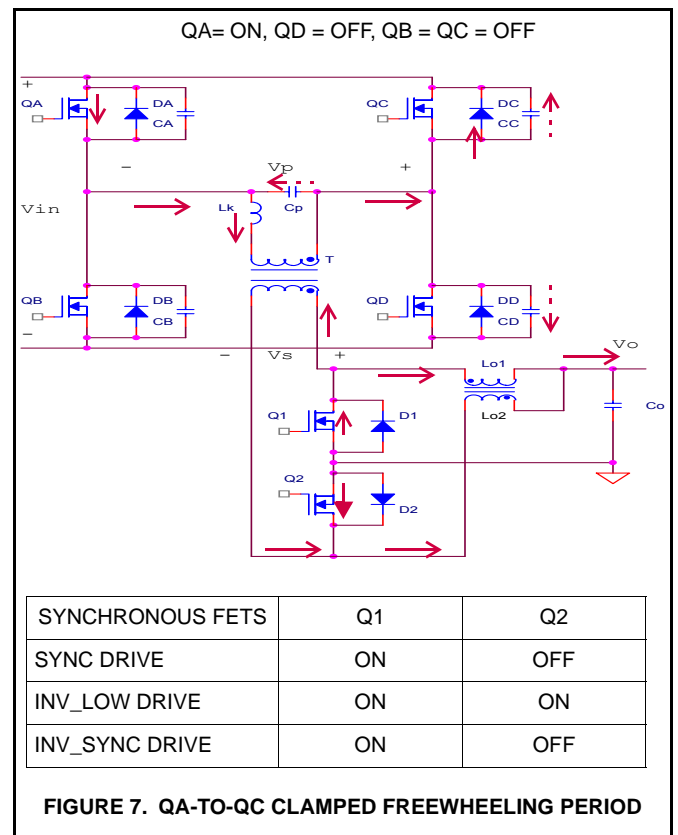 QA= ON, QD = OFF, QB = QC = OFF
+
QA
DA
CA
QC
DC
CC
−
Vp
+
Vin
Lk
Cp
T
QB
DB
CB
QD
DD
CD
−
−
Vs
+
Vo
Lo1
Lo2
Co
Q1
D1
Q2
D2
SYNCHRONOUS FETS Q1 Q2
SYNC DRIVE ON OFF
INV_LOW DRIVE ON ON
INV_SYNC DRIVE ON OFF
FIGURE 7. QA-TO-QC CLAMPED FREEWHEELING PERIOD